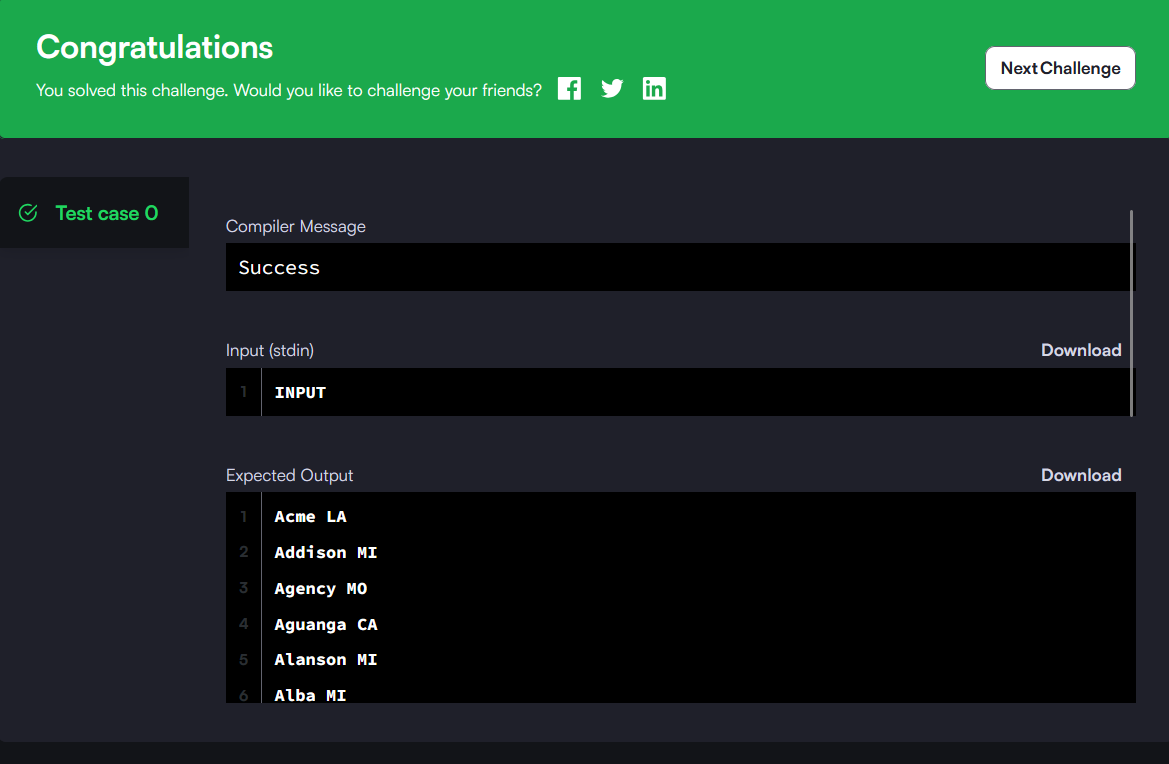 Congratulations
You solved this challenge. Would you like to challenge your friends?
Next Challenge
Test case 0
Compiler Message
Success
Input (stdin)
Download
1 INPUT
Expected Output
Download
1 Acme LA
2 Addison MI
3 Agency MO
4 Aguanga CA
5 Alanson MI
6 Alba MI